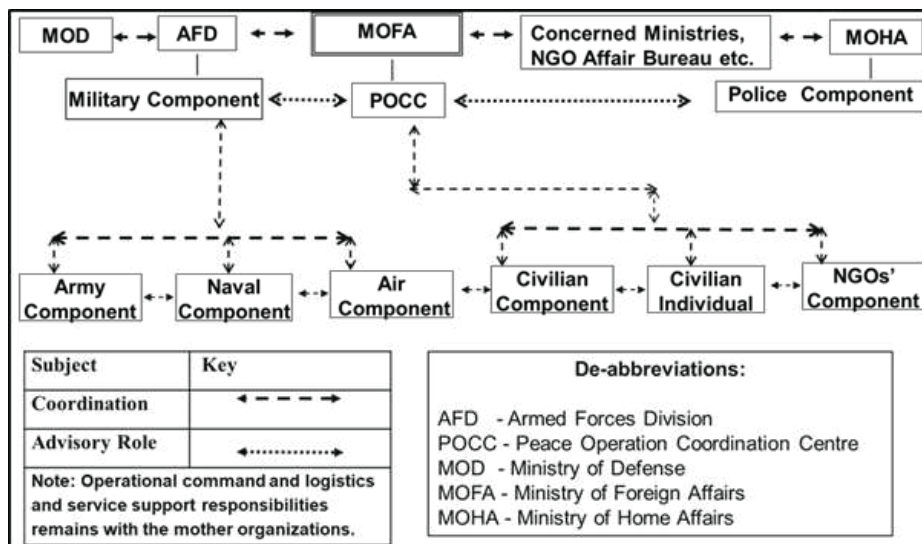 MOD
AFD
MOFA
Concerned Ministries,
NGO Affair Bureau etc.
MOHA
Military Component
POCC
Police Component
Army
Component
Naval
Component
Air
Component
Civilian
Component
Civilian
Individual
NGOs'
Component
Subject Key
Coordination
Advisory Role
Note: Operational command and logistics
and service support responsibilities
remains with the mother organizations.
De-abbreviations:
AFD - Armed Forces Division
POCC - Peace Operation Coordination Centre
MOD - Ministry of Defense
MOFA - Ministry of Foreign Affairs
MOHA - Ministry of Home Affairs